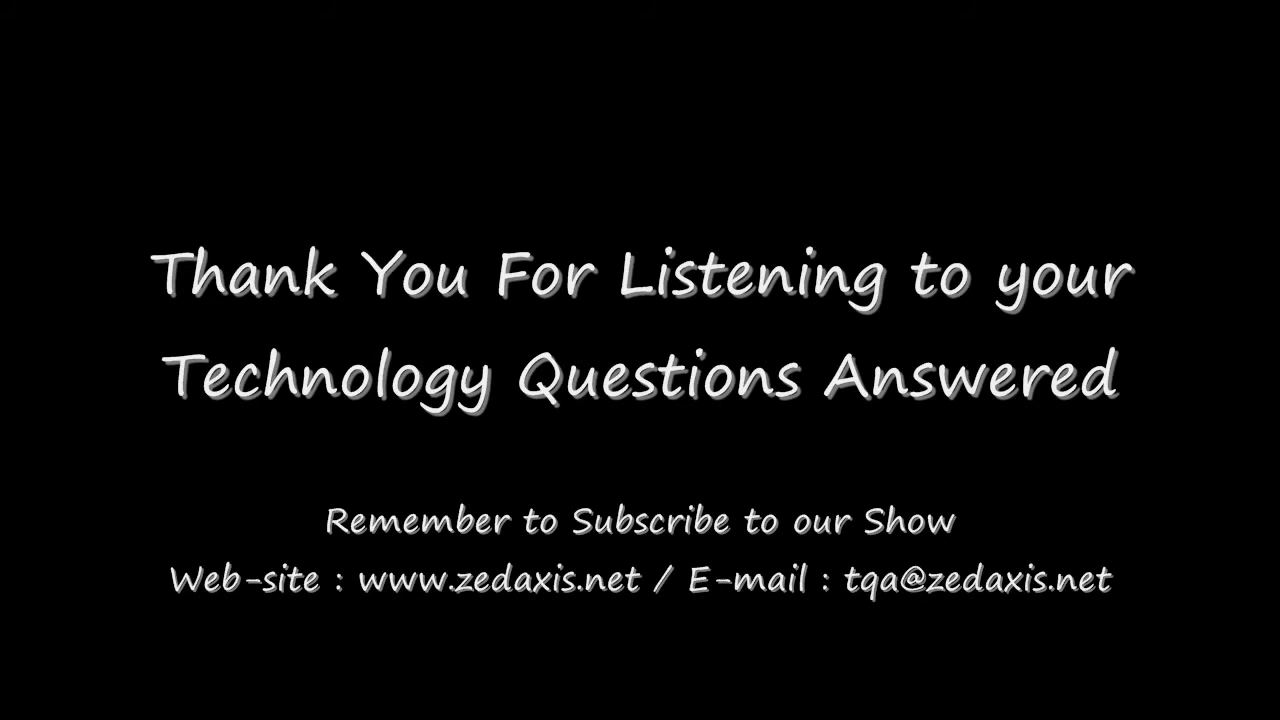 Thank You For Listening to your
Technology Questions Answered
Remember to Subscribe to our Show
Web-site : www.zedaxis.net / E-mail : tqa@zedaxis.net